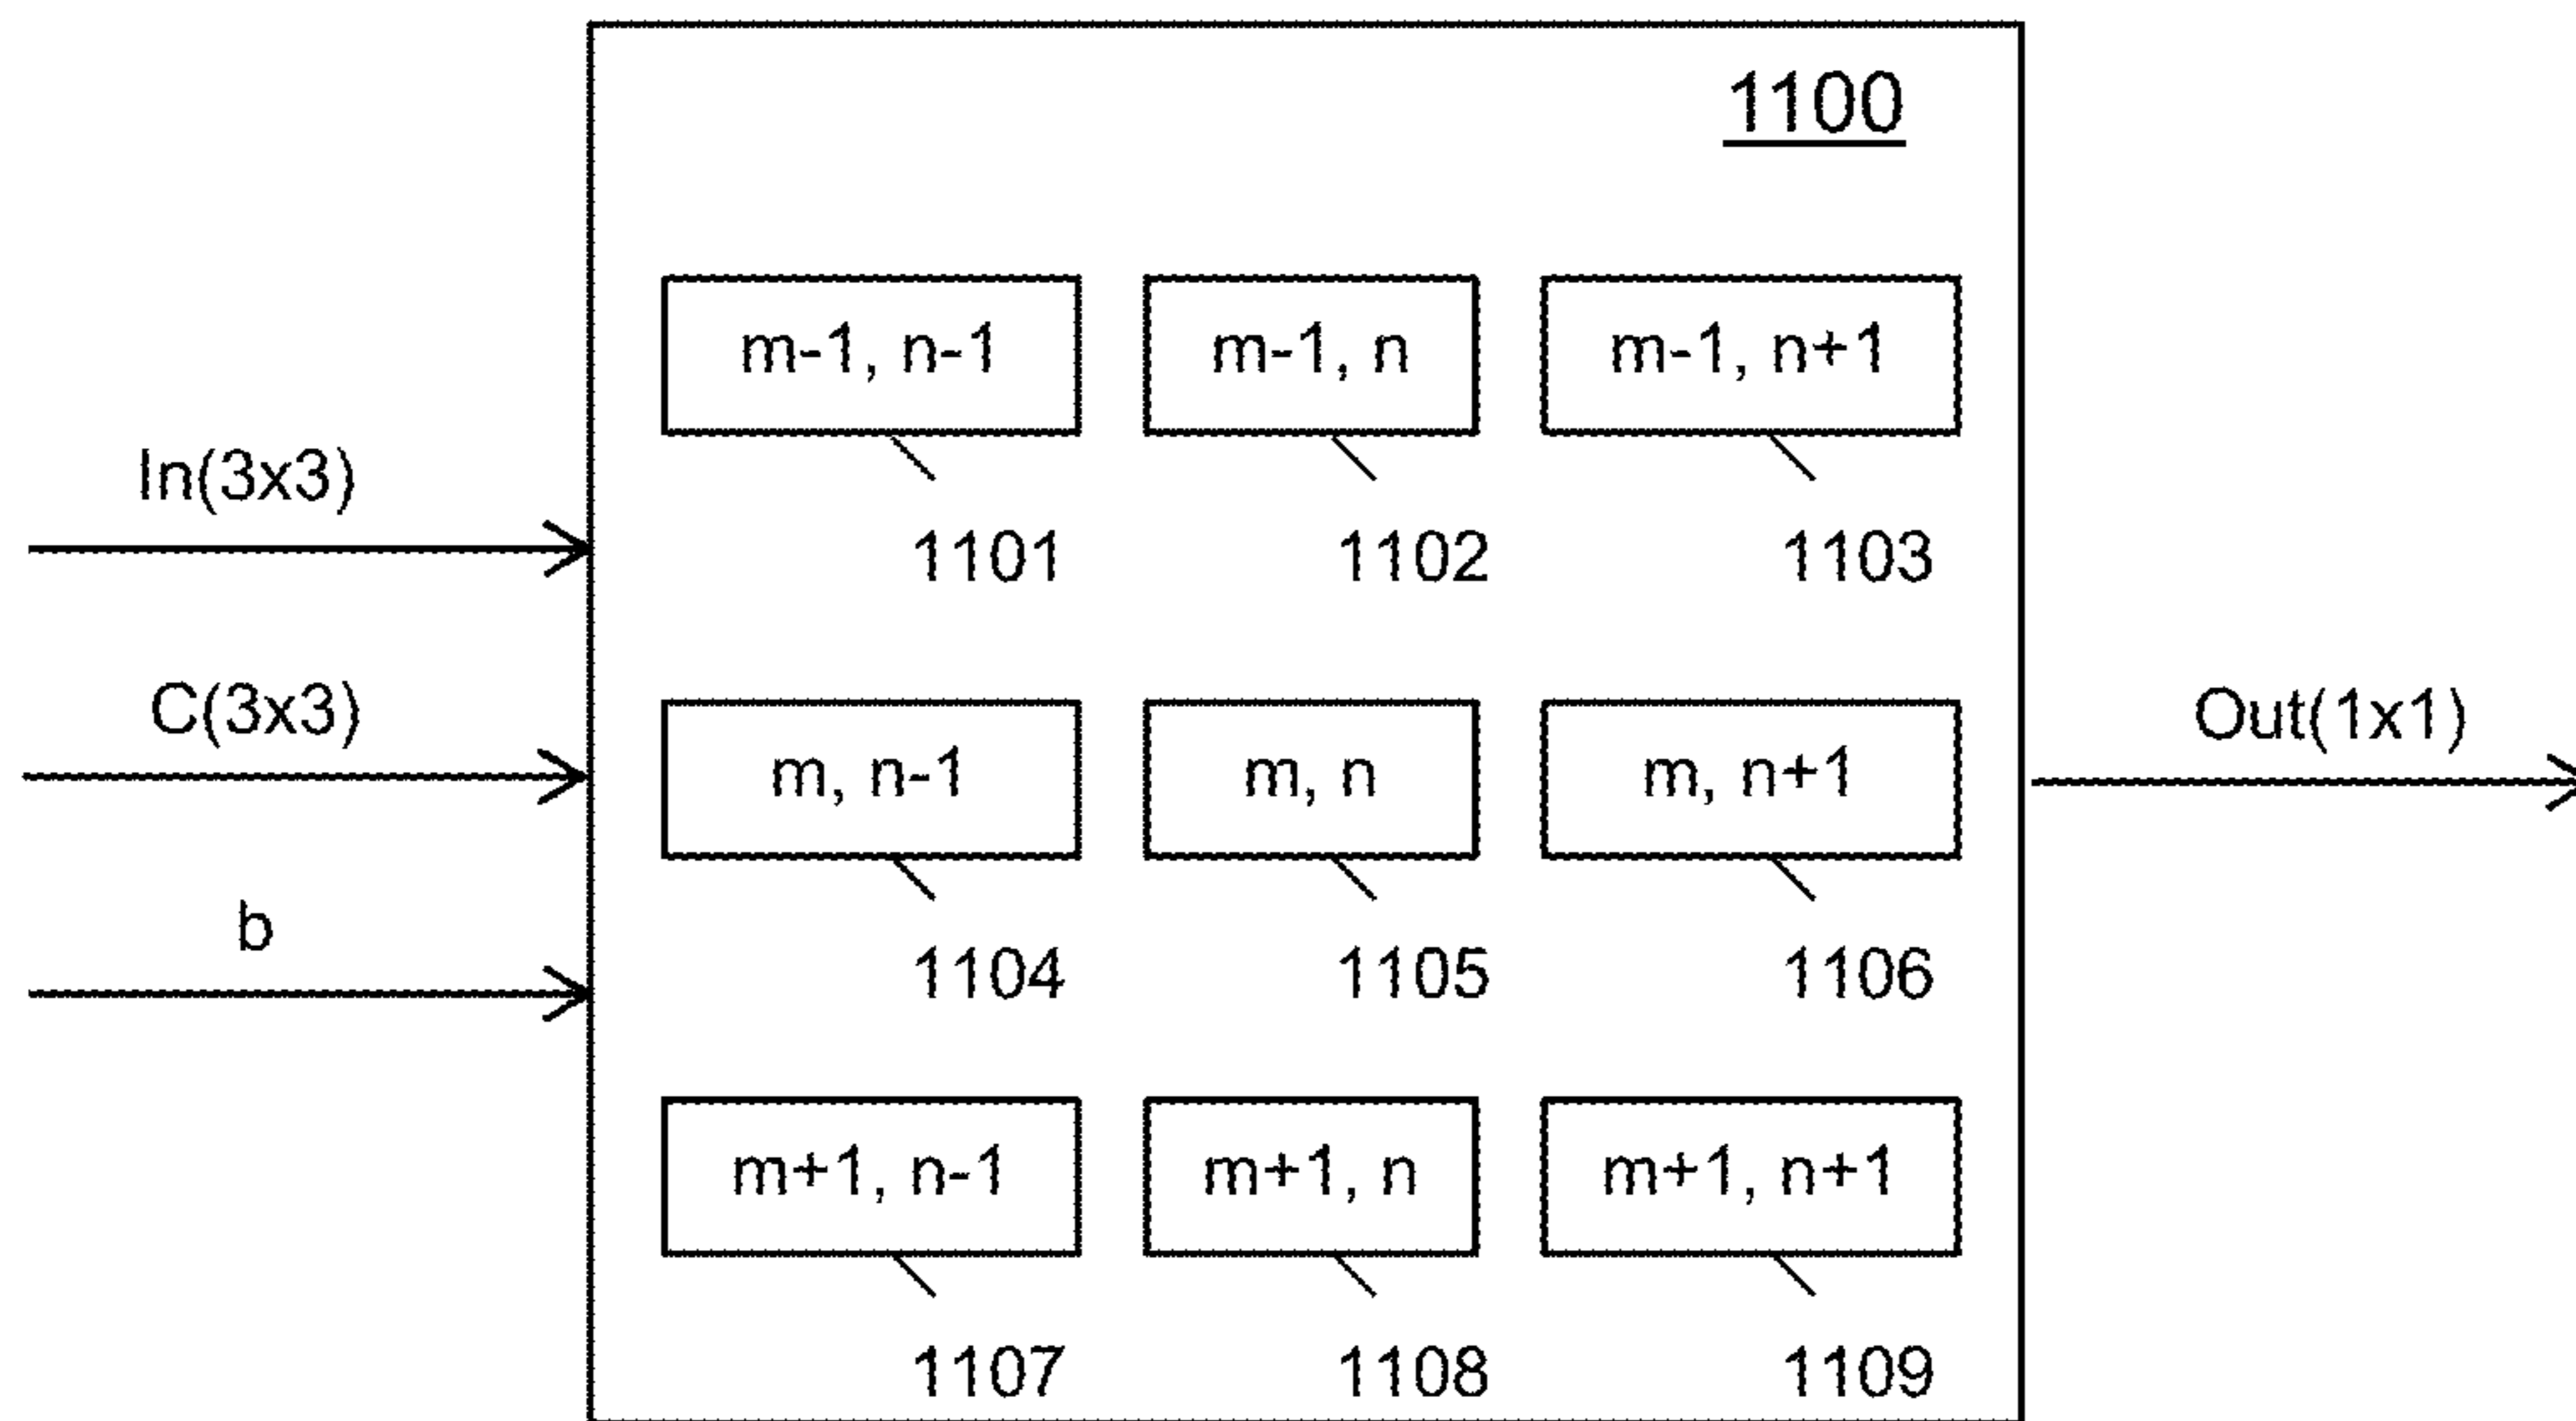 1100
m-1, n-1 m-1, n m-1, n+1
In(3x3)
1101 1102 1103
C(3x3)
m, n-1 m, n m, n+1
Out(1x1)
b
1104 1105 1106
m+1, n-1 m+1, n m+1, n+1
1107 1108 1109